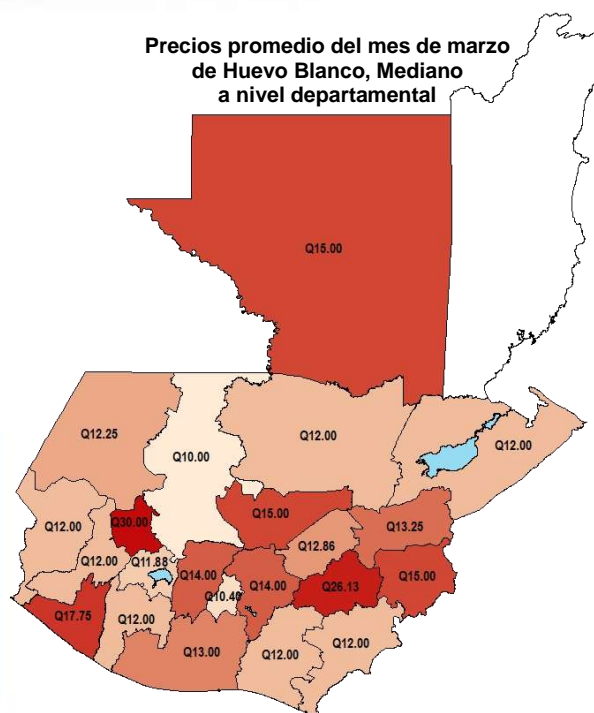 Precios promedio del mes de marzo
de Huevo Blanco, Mediano
a nivel departamental
Q15.00
Q12.25
Q10.00
Q12.00
Q12.00
Q12.00
Q30.00
Q15.00
Q13.25
Q12.00
Q11.88
Q14.00
Q10.40
Q14.00
Q12.86
Q26.13
Q15.00
Q17.75
Q12.00
Q13.00
Q12.00
Q12.00